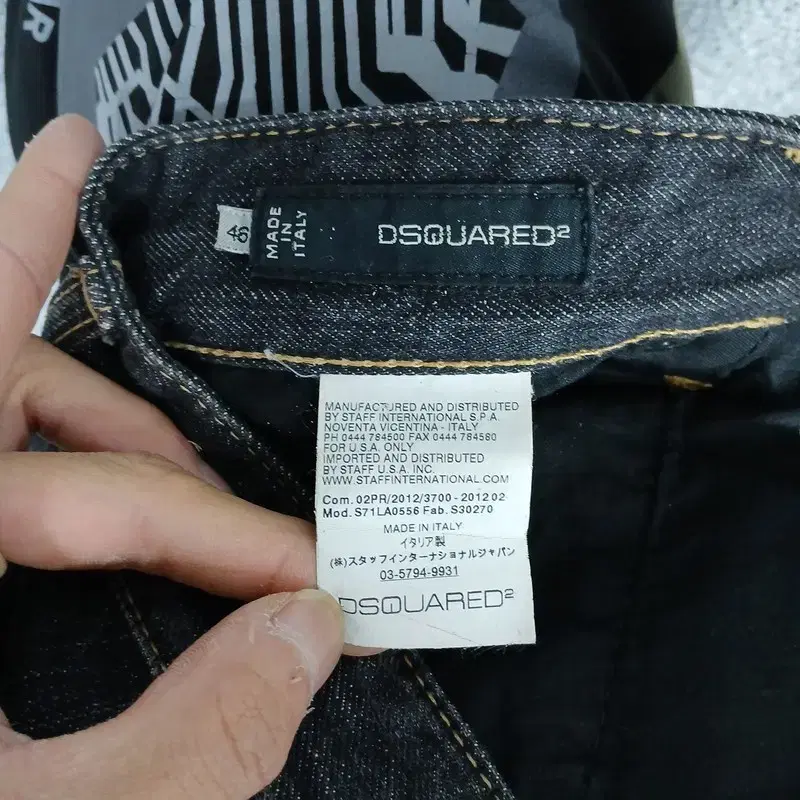 R
46
MADE
IN
ITALY
DSQUARED2
MANUFACTURED AND DISTRIBUTED
BY STAFF INTERNATIONAL S.P.A.
NOVENTA VICENTINA - ITALY
PH 0444 784500 FAX 0444 784580
FOR U.S.A. ONLY
IMPORTED AND DISTRIBUTED
BY STAFF U.S.A. INC.
WWW.STAFFINTERNATIONAL.COM
Com. 02PR/2012/3700 - 2012 02
Mod. S71LA0556 Fab. S30270
MADE IN ITALY
イタリア製
(株)スタッフインターナショナルジャパン
03-5794-9931
DSQUARED2